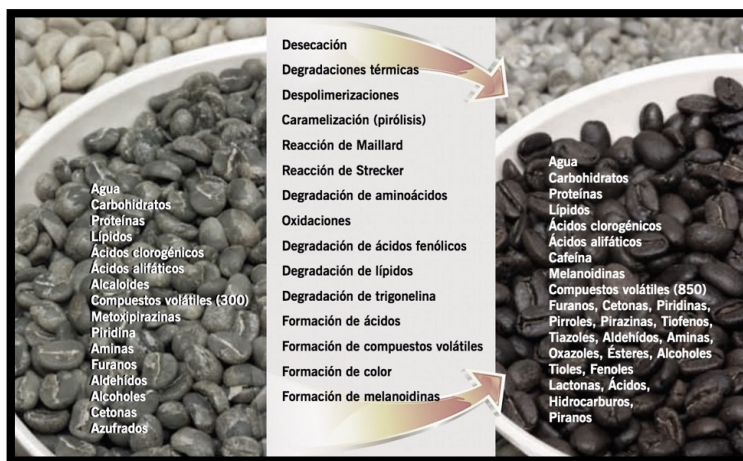 Agua
Carbohidratos
Proteínas
Lípidos
Ácidos clorogénicos
Ácidos alifáticos
Alcaloides
Compuestos volátiles (300)
Metoxipirazinas
Piridina
Aminas
Furanos
Aldehídos
Alcoholes
Cetonas
Azufrados
Desecación
Degradaciones térmicas
Despolimerizaciones
Caramelización (pirólisis)
Reacción de Maillard
Reacción de Strecker
Degradación de aminoácidos
Oxidaciones
Degradación de ácidos fenólicos
Degradación de lípidos
Degradación de trigonelina
Formación de ácidos
Formación de compuestos volátiles
Formación de color
Formación de melanoidinas
Agua
Carbohidratos
Proteínas
Lípidos
Ácidos clorogénicos
Ácidos alifáticos
Cafeína
Melanoidinas
Compuestos volátiles (850)
Furanos, Cetonas, Piridinas,
Pirroles, Pirazinas, Tiofenos,
Tiazoles, Aldehídos, Aminas,
Oxazoles, Ésteres, Alcoholes
Tioles, Fenoles
Lactonas, Ácidos,
Hidrocarburos,
Piranos